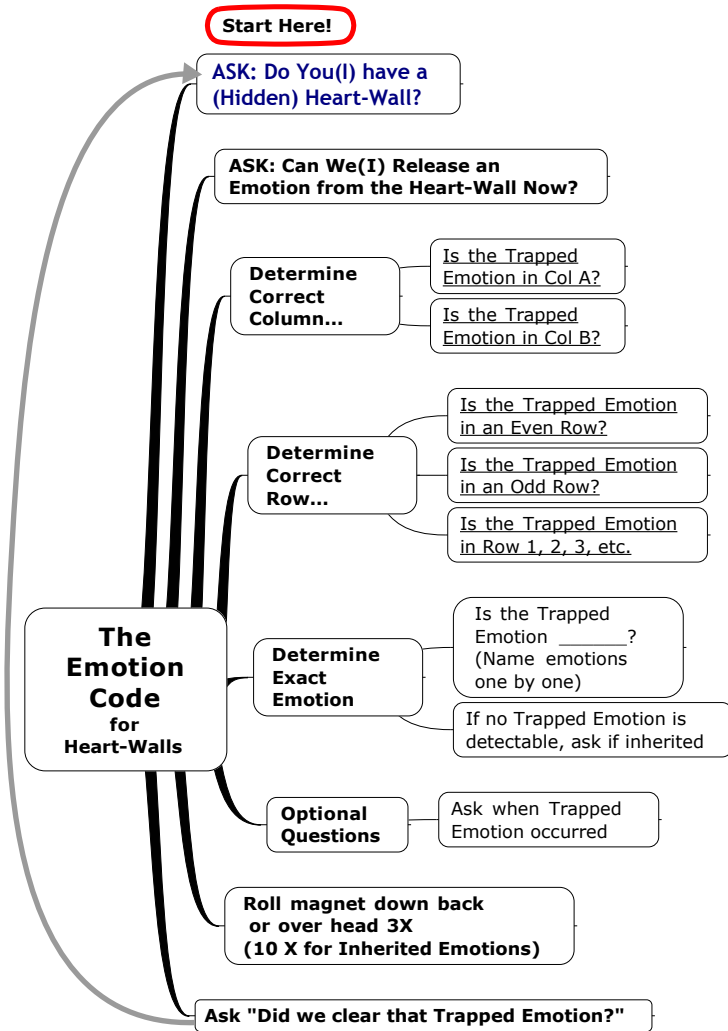 Start Here!
ASK: Do You(I) have a
(Hidden) Heart-Wall?
ASK: Can We(I) Release an
Emotion from the Heart-Wall Now?
Determine
Correct
Column...
Is the Trapped
Emotion in Col A?
Is the Trapped
Emotion in Col B?
Determine
Correct
Row...
Is the Trapped Emotion
in an Even Row?
Is the Trapped Emotion
in an Odd Row?
Is the Trapped Emotion
in Row 1, 2, 3, etc.
The
Emotion
Code
for
Heart-Walls
Determine
Exact
Emotion
Is the Trapped
Emotion _______?
(Name emotions
one by one)
If no Trapped Emotion is
detectable, ask if inherited
Optional
Questions
Ask when Trapped
Emotion occurred
Roll magnet down back
or over head 3X
(10 X for Inherited Emotions)
Ask "Did we clear that Trapped Emotion?"